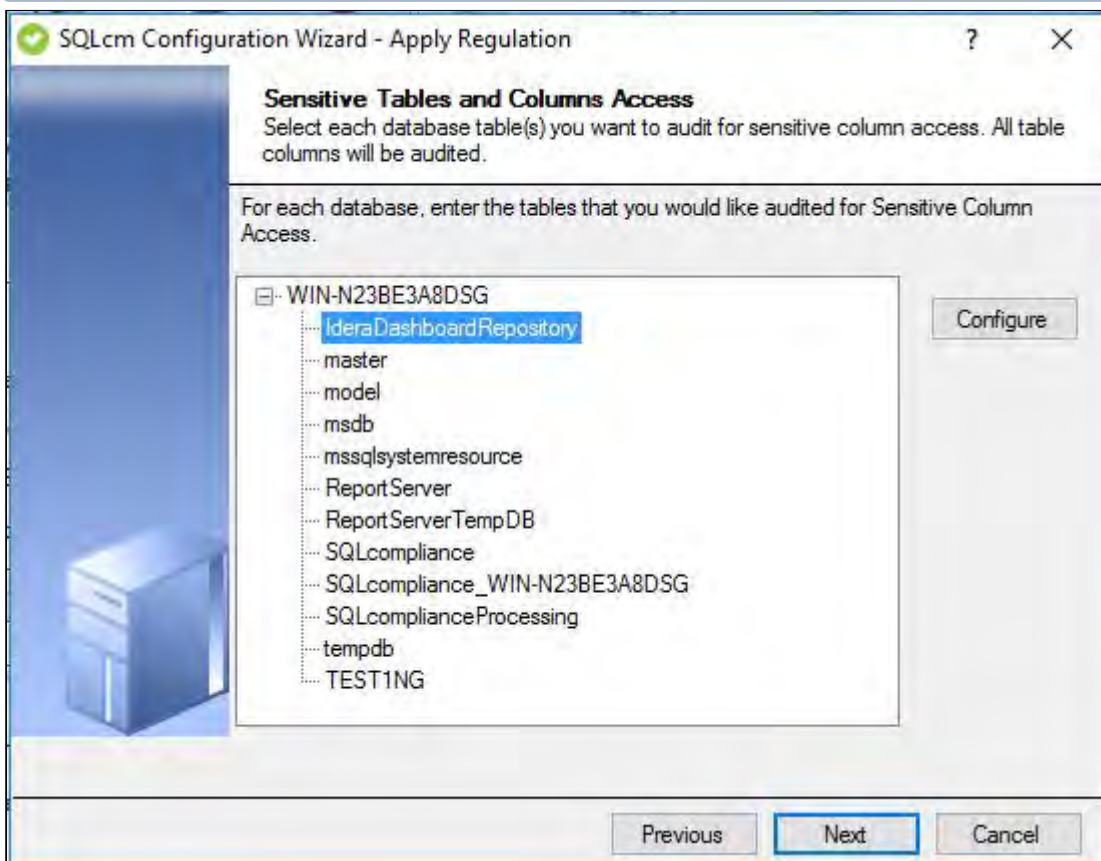 SQLcm Configuration Wizard - Apply Regulation ? ×
Sensitive Tables and Columns Access
Select each database table(s) you want to audit for sensitive column access. All table
columns will be audited.
For each database, enter the tables that you would like audited for Sensitive Column
Access.
WIN-N23BE3A8DSG
IderaDashboardRepository
Configure
master
model
msdb
mssqlsystemresource
ReportServer
ReportServerTempDB
SQLcompliance
SQLcompliance_WIN-N23BE3A8DSG
SQLcomplianceProcessing
tempdb
TEST1NG
Previous Next Cancel